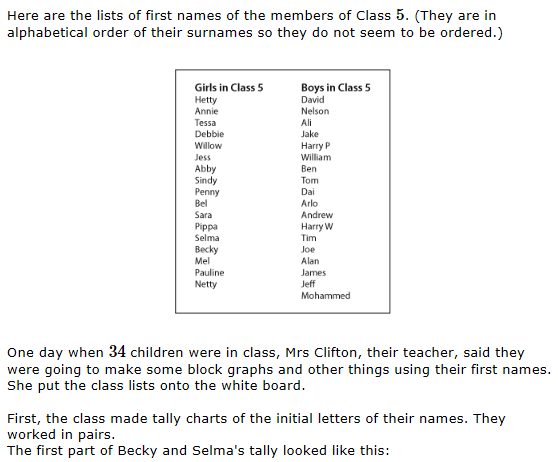 Here are the lists of first names of the members of Class 5. (They are in
alphabetical order of their surnames so they do not seem to be ordered.)
Girls in Class 5 Boys in Class 5
Hetty David
Annie Nelson
Tessa Ali
Debbie Jake
Willow Harry P
Jess William
Abby Ben
Sindy Tom
Penny Dai
Bel Arlo
Sara Andrew
Pippa Harry W
Selma Tim
Becky Joe
Mel Alan
Pauline James
Netty Jeff
Mohammed
One day when 34 children were in class, Mrs Clifton, their teacher, said they
were going to make some block graphs and other things using their first names.
She put the class lists onto the white board.
First, the class made tally charts of the initial letters of their names. They
worked in pairs.
The first part of Becky and Selma's tally looked like this: